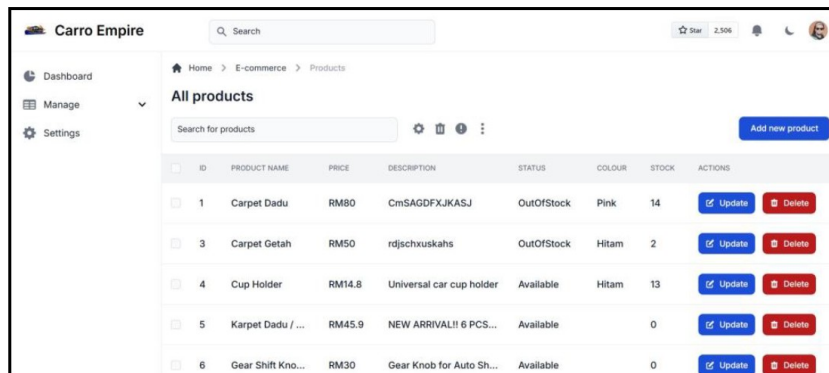 Carro Empire Search Star 2,506
Dashboard
Manage
Settings
Home > E-commerce > Products
All products
Search for products Add new product
ID PRODUCT NAME PRICE DESCRIPTION STATUS COLOUR STOCK ACTIONS
1 Carpet Dadu RM80 CmSAGDFXJKASJ OutOfStock Pink 14 Update Delete
3 Carpet Getah RM50 rdjschxuskahs OutOfStock Hitam 2 Update Delete
4 Cup Holder RM14.8 Universal car cup holder Available Hitam 13 Update Delete
5 Karpet Dadu / ... RM45.9 NEW ARRIVAL!! 6 PCS... Available 0 Update Delete
6 Gear Shift Kno... RM30 Gear Knob for Auto Sh... Available 0 Update Delete